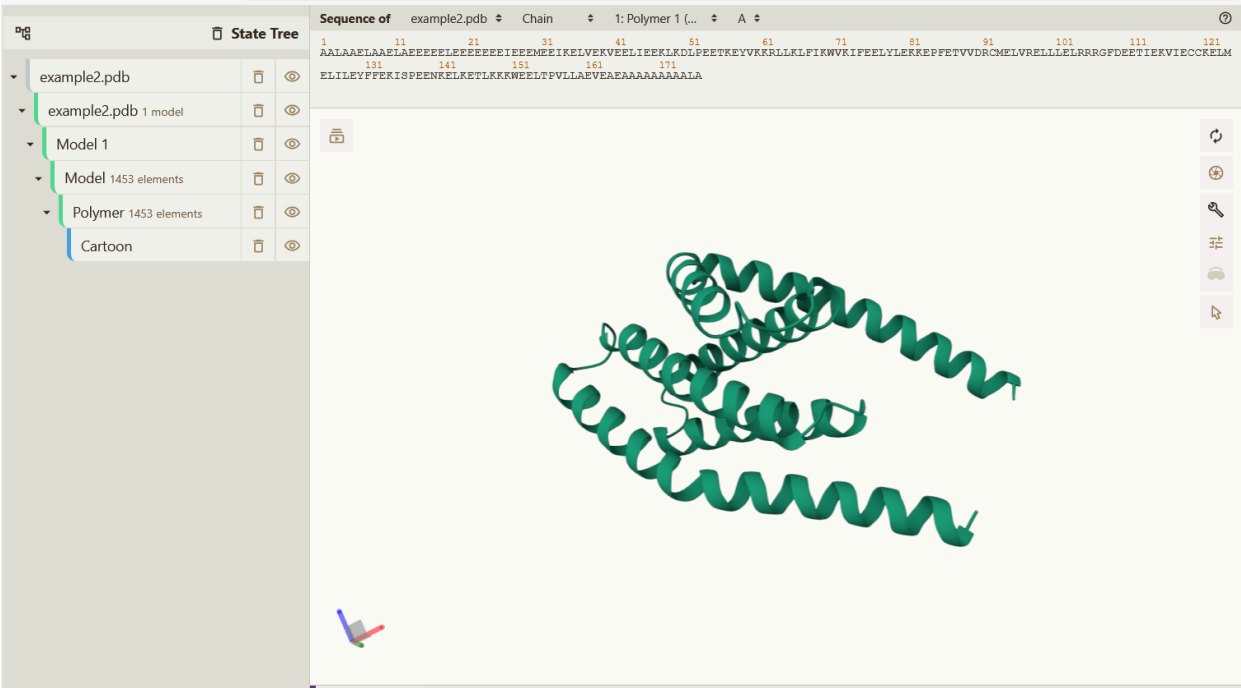 State Tree
example2.pdb
example2.pdb 1 model
Model 1
Model 1453 elements
Polymer 1453 elements
Cartoon
Sequence of example2.pdb Chain 1: Polymer 1 (... A
1 11 21 31 41 51 61 71 81 91 101 111 121
AALAAELAAELAEEEEELEEEEEEEIEEEMEEIKELVEKVEELIEEKLKDLPEETKEYVKKRLLKLFIKWVKIFEELYLEKKEPFETVVDRCMELVRELLLELRRRGFDEETIEKVIECCKELM
131 141 151 161 171
ELILEYFFEKISPEENKELKETLKKKWEELTPVLLAEVEAEAAAAAAAAALA